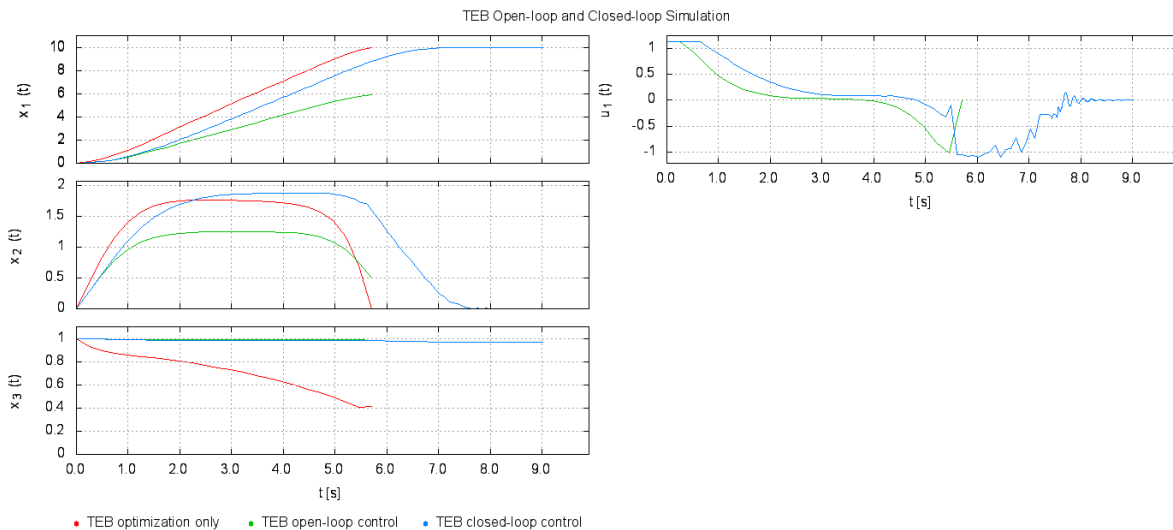 TEB Open-loop and Closed-loop Simulation
x1 (t)
10
8
6
4
2
0
x2 (t)
2
1.5
1
0.5
0
x3 (t)
1
0.8
0.6
0.4
0.2
0
0.0 1.0 2.0 3.0 4.0 5.0 6.0 7.0 8.0 9.0
t [s]
TEB optimization only TEB open-loop control TEB closed-loop control
u1 (t)
1
0.5
0
-0.5
-1
0.0 1.0 2.0 3.0 4.0 5.0 6.0 7.0 8.0 9.0
t [s]